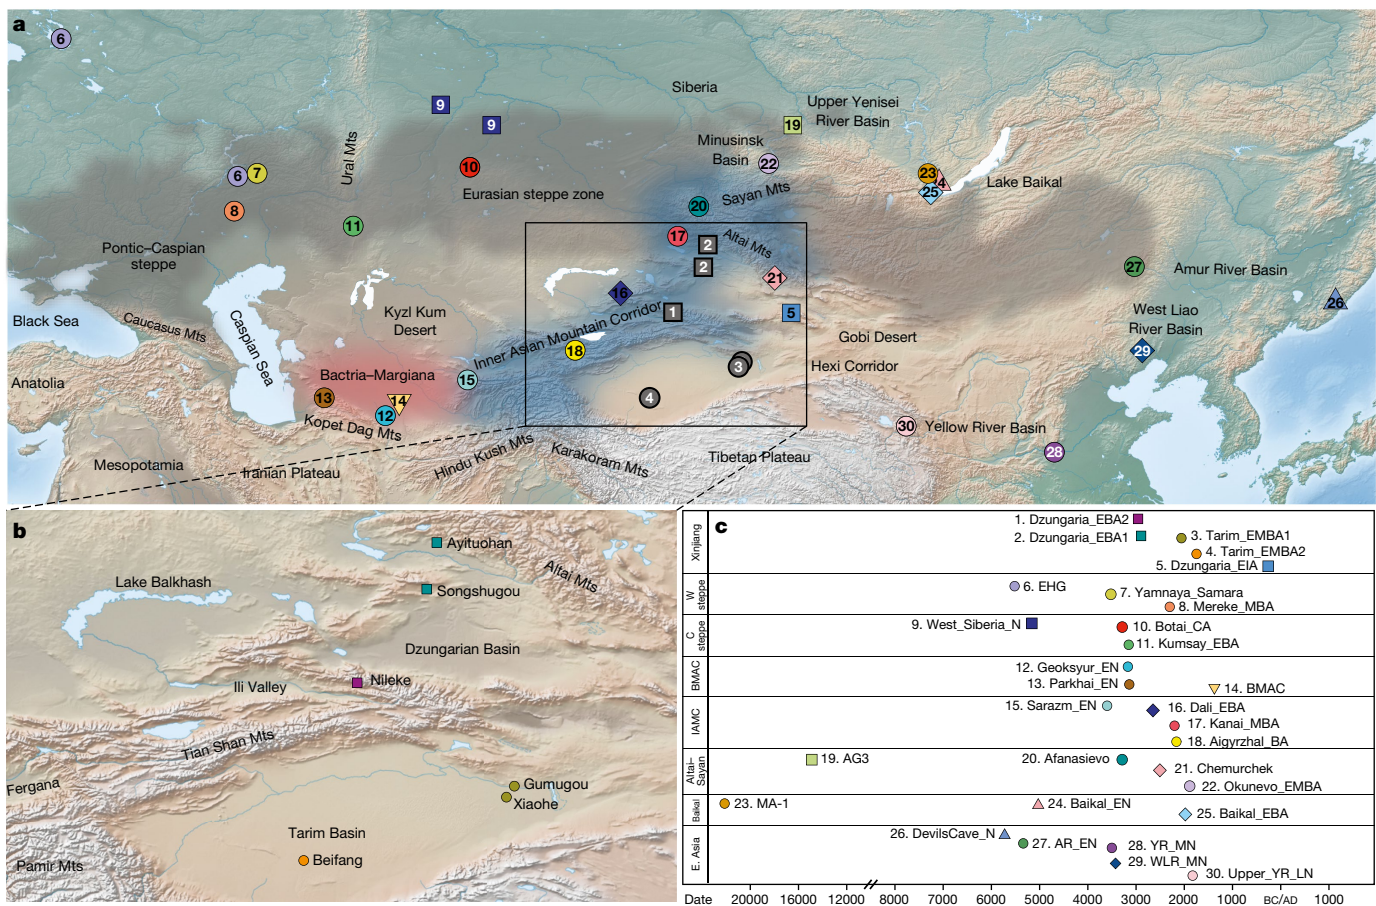 a
6
Siberia
9
Upper Yenisei
River Basin
9
19
Minusinsk
Basin
Ural Mts
22
10
6
7
23
4
25
Lake Baikal
Eurasian steppe zone
Sayan Mts
20
8
11
17
2
Altai Mts
Pontic–Caspian
steppe
2
27
Amur River Basin
21
16
26
Black Sea
Caucasus Mts
Caspian Sea
Kyzl Kum
Desert
Inner Asian Mountain Corridor
1
5
West Liao
River Basin
Gobi Desert
18
29
3
Hexi Corridor
Anatolia
Bactria–Margiana
15
13
14
12
4
Kopet Dag Mts
30
Yellow River Basin
28
Mesopotamia
Iranian Plateau
Hindu Kush Mts
Karakoram Mts
Tibetan Plateau
b
Ayituohan
Altai Mts
Lake Balkhash
Songshugou
Dzungarian Basin
Nileke
Ili Valley
Tian Shan Mts
Fergana
Gumugou
Xiaohe
Tarim Basin
Beifang
Pamir Mts
c
Xinjiang
1. Dzungaria_EBA2
2. Dzungaria_EBA1
3. Tarim_EMBA1
4. Tarim_EMBA2
5. Dzungaria_EIA
W
steppe
6. EHG
7. Yamnaya_Samara
8. Mereke_MBA
C
steppe
9. West_Siberia_N
10. Botai_CA
11. Kumsay_EBA
BMAC
12. Geoksyur_EN
13. Parkhai_EN
14. BMAC
IAMC
15. Sarazm_EN
16. Dali_EBA
17. Kanai_MBA
18. Aigyrzhal_BA
Altai–
Sayan
19. AG3
20. Afanasievo
21. Chemurchek
22. Okunevo_EMBA
Baikal
23. MA-1
24. Baikal_EN
25. Baikal_EBA
E. Asia
26. DevilsCave_N
27. AR_EN
28. YR_MN
29. WLR_MN
30. Upper_YR_LN
Date 20000 16000 12000 8000 7000 6000 5000 4000 3000 2000 1000 BC/AD 1000